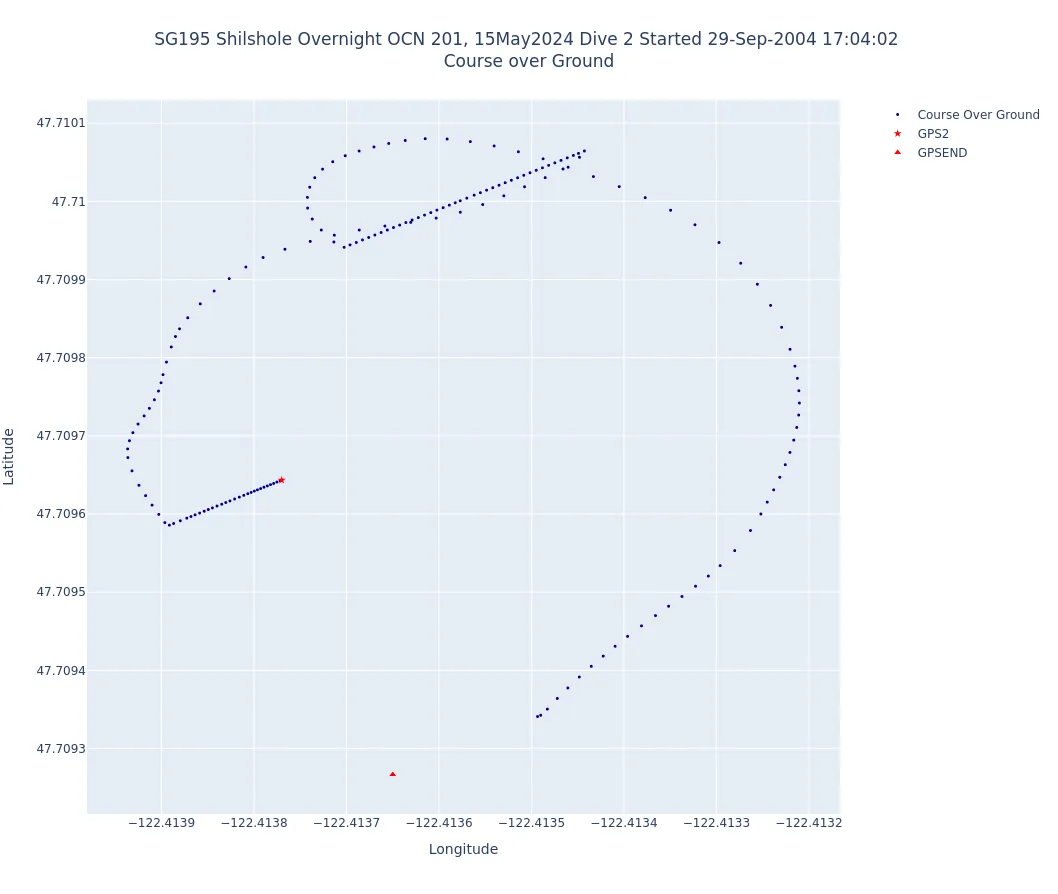 SG195 Shilshole Overnight OCN 201, 15May2024 Dive 2 Started 29-Sep-2004 17:04:02
Course over Ground
Course Over Ground
GPS2
GPSEND
47.7101
47.71
47.7099
47.7098
47.7097
47.7096
47.7095
47.7094
47.7093
Latitude
−122.4139
−122.4138
−122.4137
−122.4136
−122.4135
−122.4134
−122.4133
−122.4132
Longitude